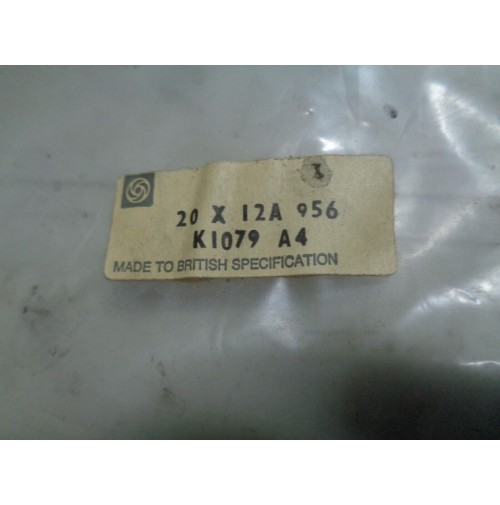 20 X 12A 956
K1079 A4
MADE TO BRITISH SPECIFICATION